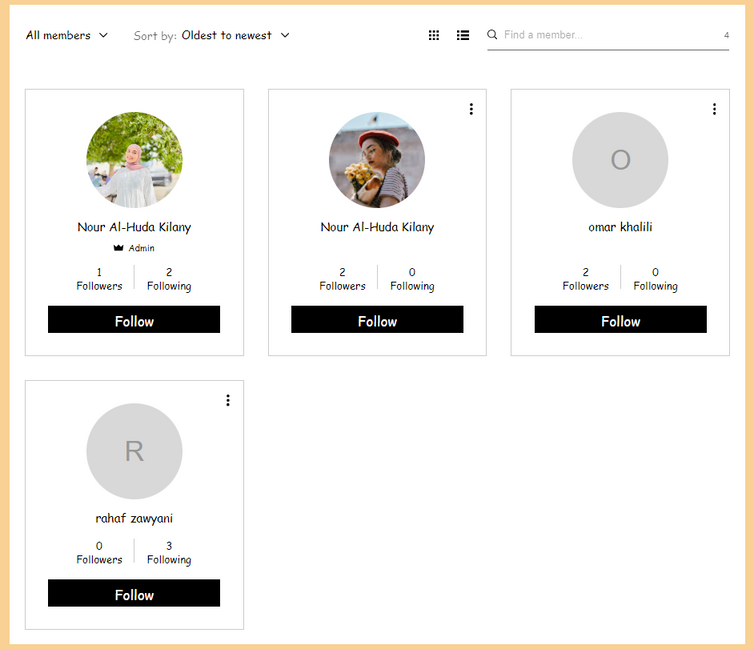 All members Sort by: Oldest to newest Find a member... 4
Nour Al-Huda Kilany
Admin
1 2
Followers Following
Follow
Nour Al-Huda Kilany
2 0
Followers Following
Follow
O
omar khalili
2 0
Followers Following
Follow
R
rahaf zawyani
0 3
Followers Following
Follow